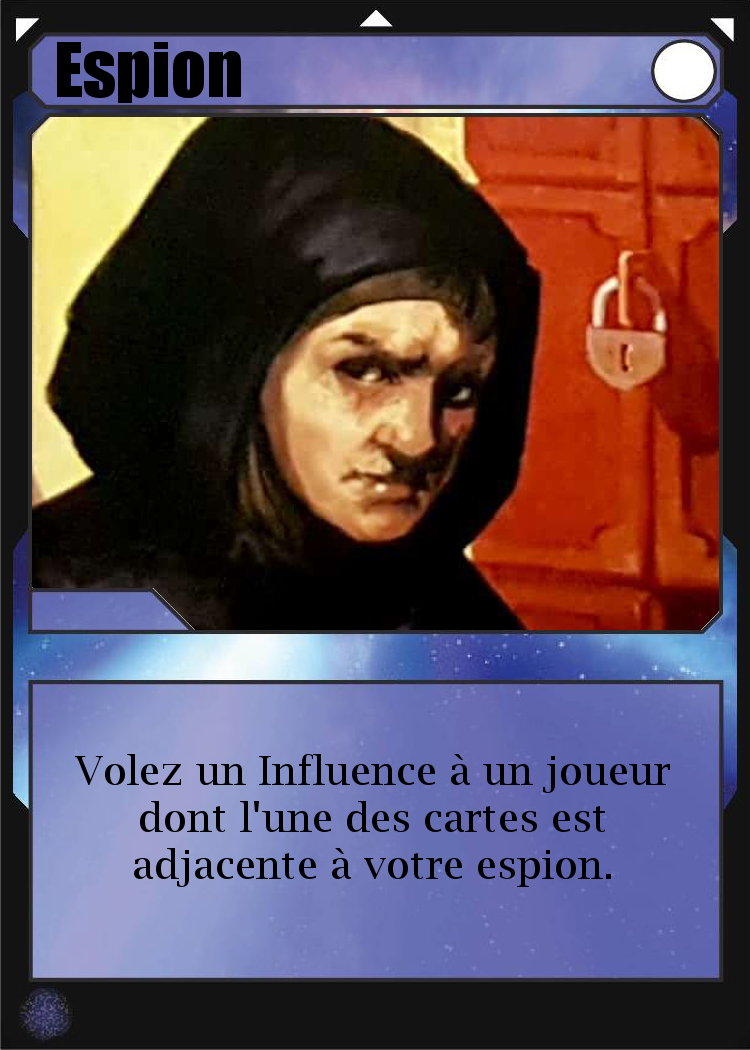 Espion
Volez un Influence à un joueur
dont l'une des cartes est
adjacente à votre espion.